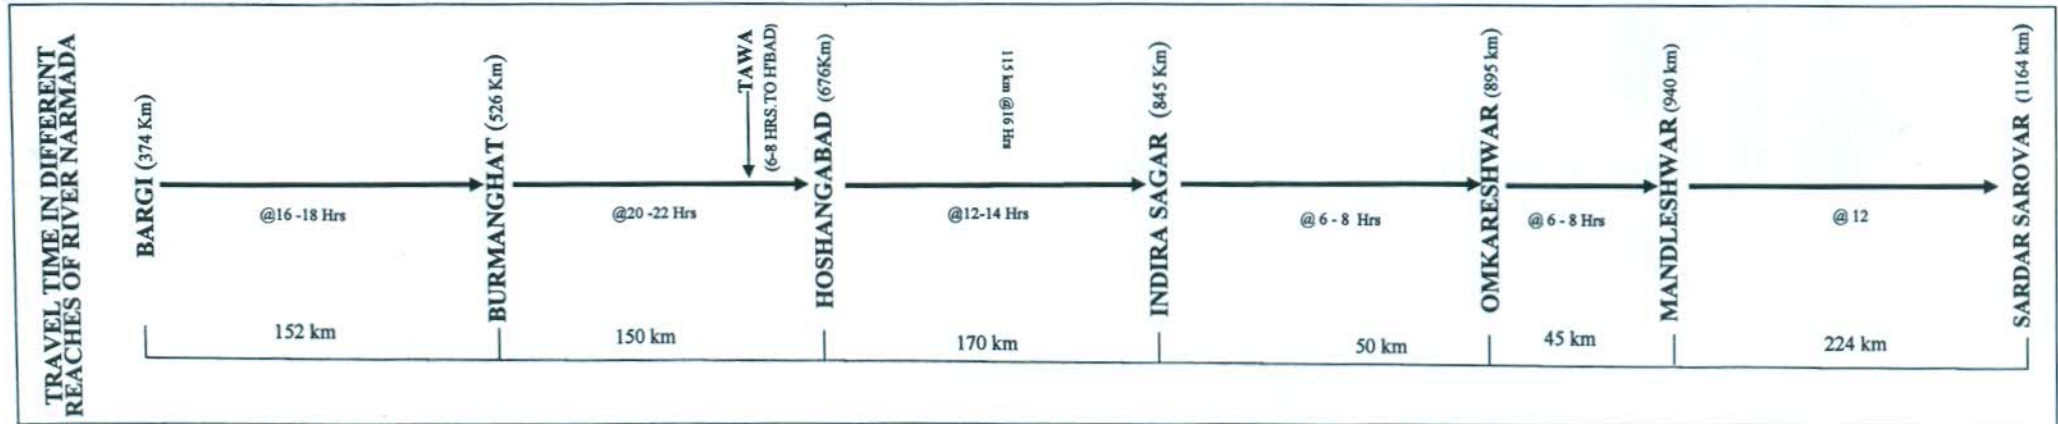 TRAVEL TIME IN DIFFERENT
REACHES OF RIVER NARMADA
BARGI (374 Km)
@16 -18 Hrs
152 km
BURMANGHAT (526 Km)
@20 -22 Hrs
150 km
TAWA
(6-8 HRS.TO H'BAD)
HOSHANGABAD (676Km)
115 km @16 Hrs
@12-14 Hrs
170 km
INDIRA SAGAR (845 Km)
@ 6 - 8 Hrs
50 km
OMKARESHWAR (895 km)
@ 6 - 8 Hrs
45 km
MANDLESHWAR (940 km)
@ 12
224 km
SARDAR SAROVAR (1164 km)